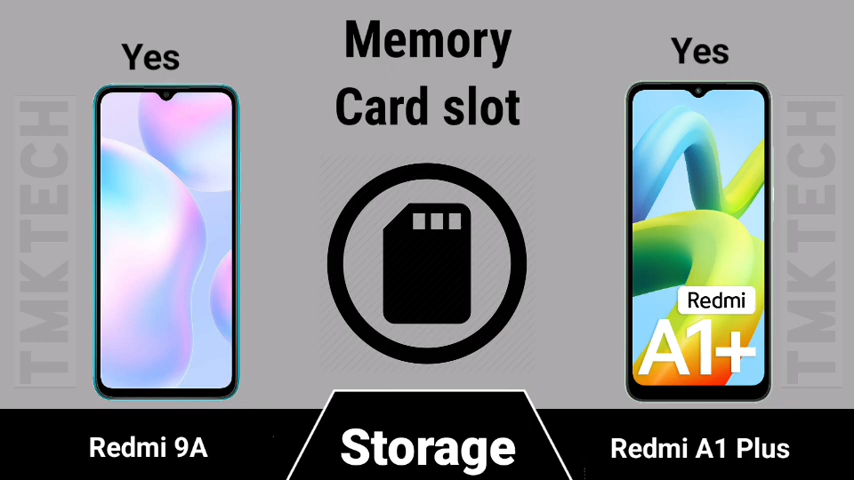 Memory
Card slot
Yes
Yes
TMKTECH
TMKTECH
Redmi
A1+
Redmi 9A
Storage
Redmi A1 Plus